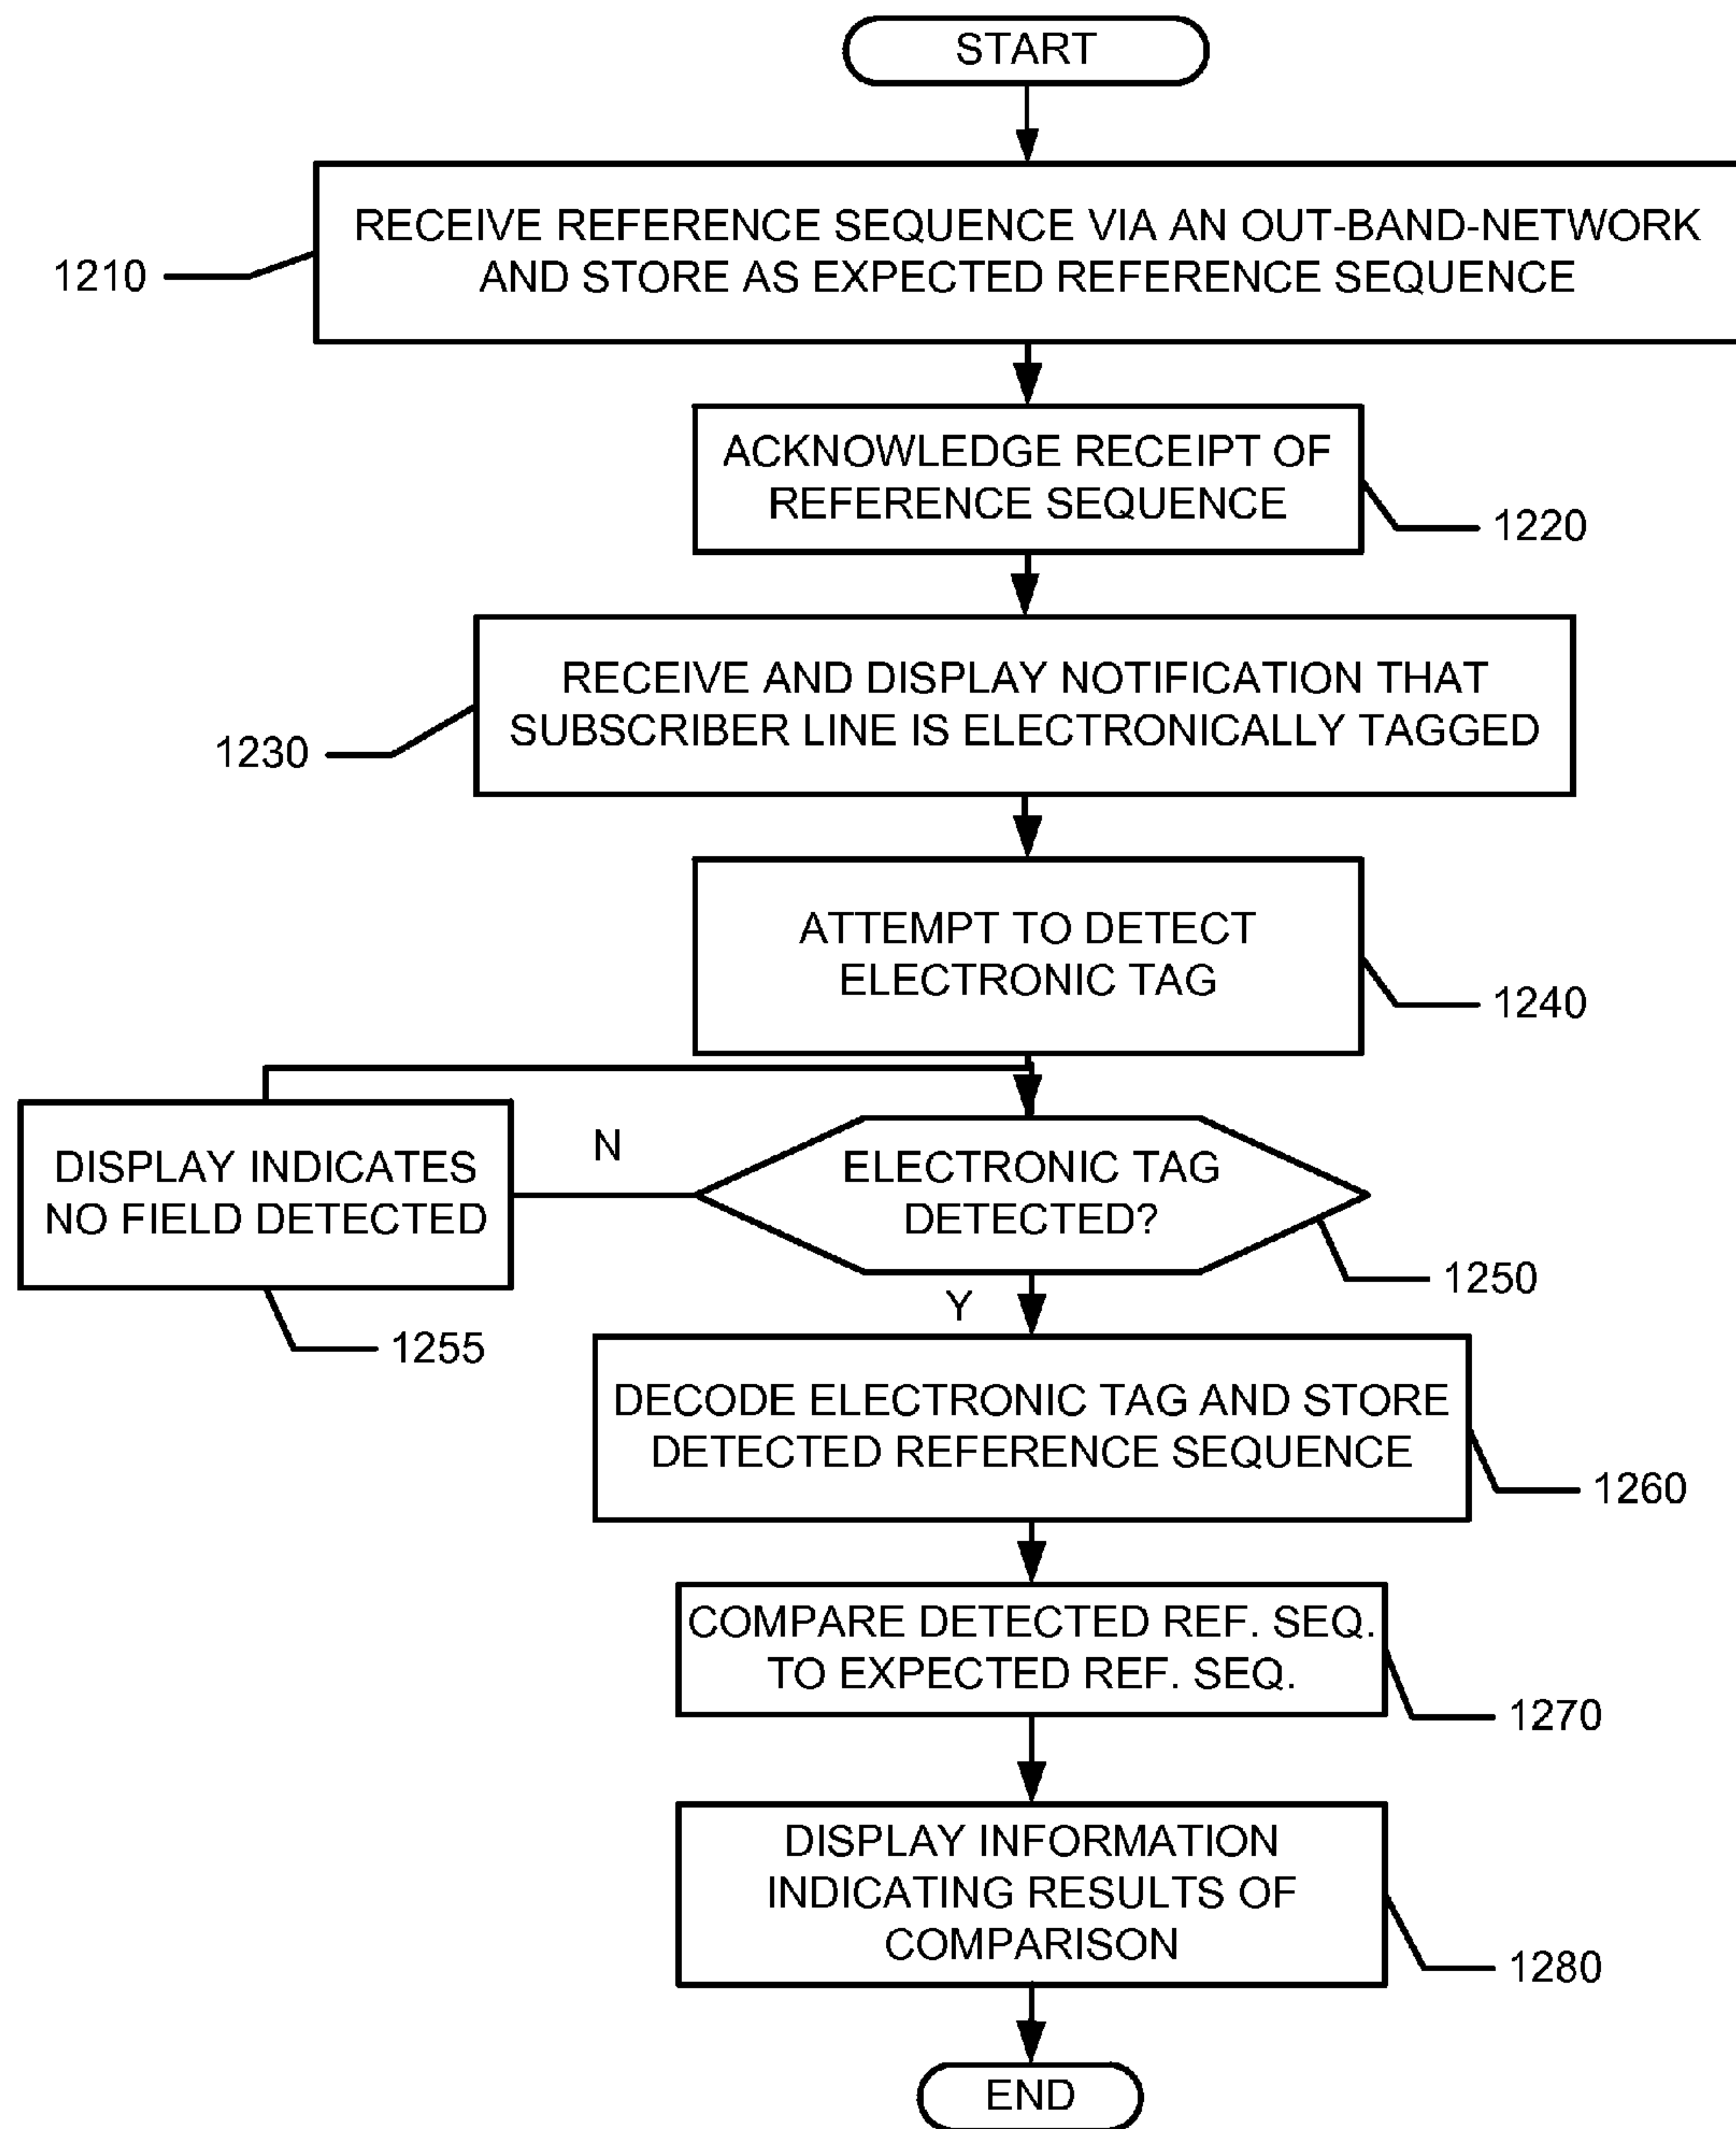 START
RECEIVE REFERENCE SEQUENCE VIA AN OUT-BAND-NETWORK
AND STORE AS EXPECTED REFERENCE SEQUENCE
1210
ACKNOWLEDGE RECEIPT OF
REFERENCE SEQUENCE
1220
RECEIVE AND DISPLAY NOTIFICATION THAT
SUBSCRIBER LINE IS ELECTRONICALLY TAGGED
1230
ATTEMPT TO DETECT
ELECTRONIC TAG
1240
ELECTRONIC TAG
DETECTED?
1250
N
DISPLAY INDICATES
NO FIELD DETECTED
1255
Y
DECODE ELECTRONIC TAG AND STORE
DETECTED REFERENCE SEQUENCE
1260
COMPARE DETECTED REF. SEQ.
TO EXPECTED REF. SEQ.
1270
DISPLAY INFORMATION
INDICATING RESULTS OF
COMPARISON
1280
END